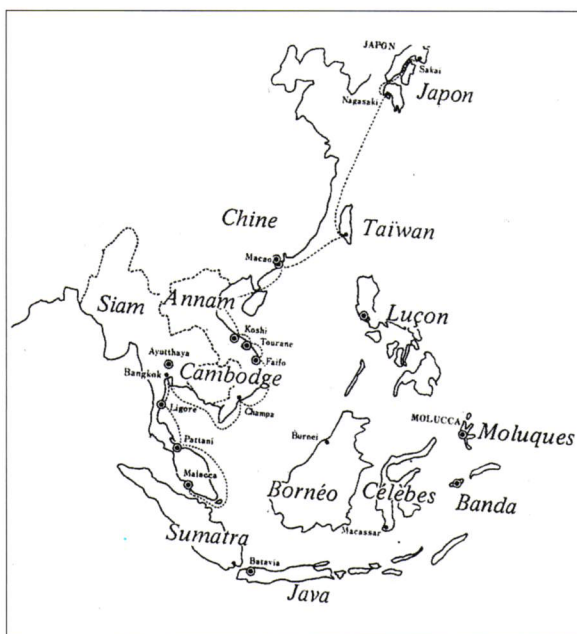 JAPON
Sakai
Nagasaki
Japon
Chine
Taïwan
Macao
Siam
Annam
Luçon
Koshi
Tourane
Ayutthaya
Faifo
Bangkok
Cambodge
Ligore
Champa
MOLUCCA
Moluques
Pattani
Burnei
Malacca
Bornéo
Célèbes
Banda
Macassar
Sumatra
Batavia
Java